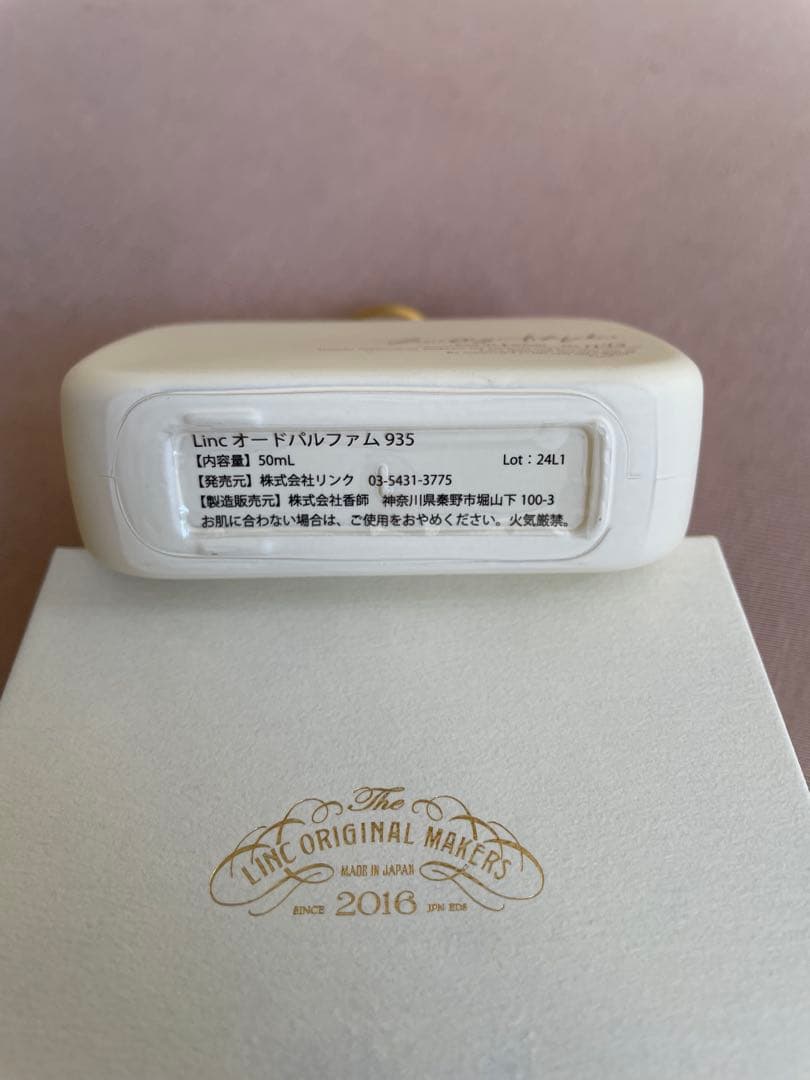 Linc オードパルファム 935
【内容量】50mL Lot：24L1
【発売元】株式会社リンク 03-5431-3775
【製造販売元】株式会社香師 神奈川県秦野市堀山下 100-3
お肌に合わない場合は、ご使用をおやめください。火気厳禁。
The
LINC ORIGINAL MAKERS
MADE IN JAPAN
SINCE 2016 JPN EDS